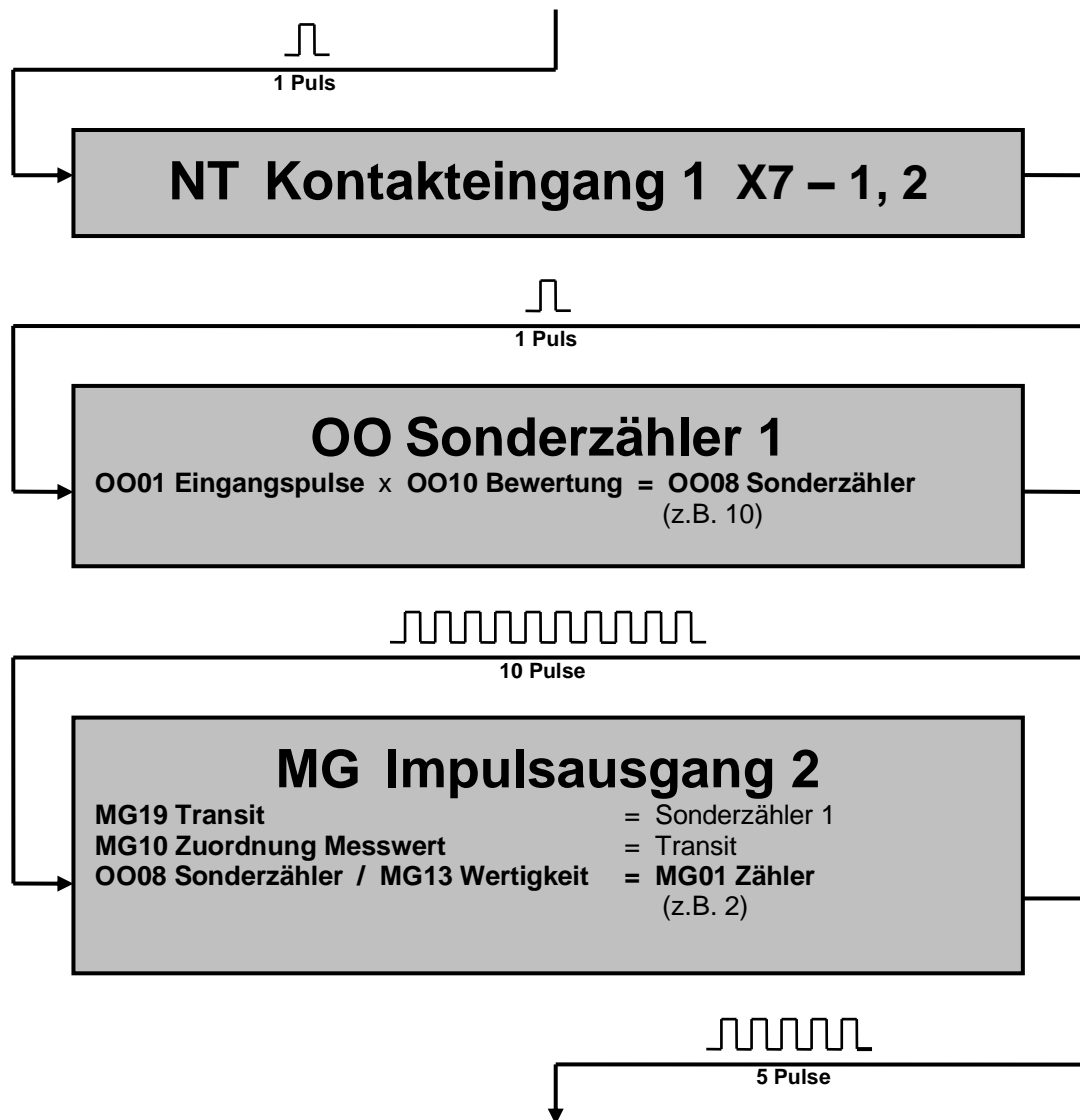 1 Puls
NT Kontakteingang 1 X7 – 1, 2
1 Puls
OO Sonderzähler 1
OO01 Eingangspulse x OO10 Bewertung = OO08 Sonderzähler
(z.B. 10)
10 Pulse
MG Impulsausgang 2
MG19 Transit = Sonderzähler 1
MG10 Zuordnung Messwert = Transit
OO08 Sonderzähler / MG13 Wertigkeit = MG01 Zähler
(z.B. 2)
5 Pulse